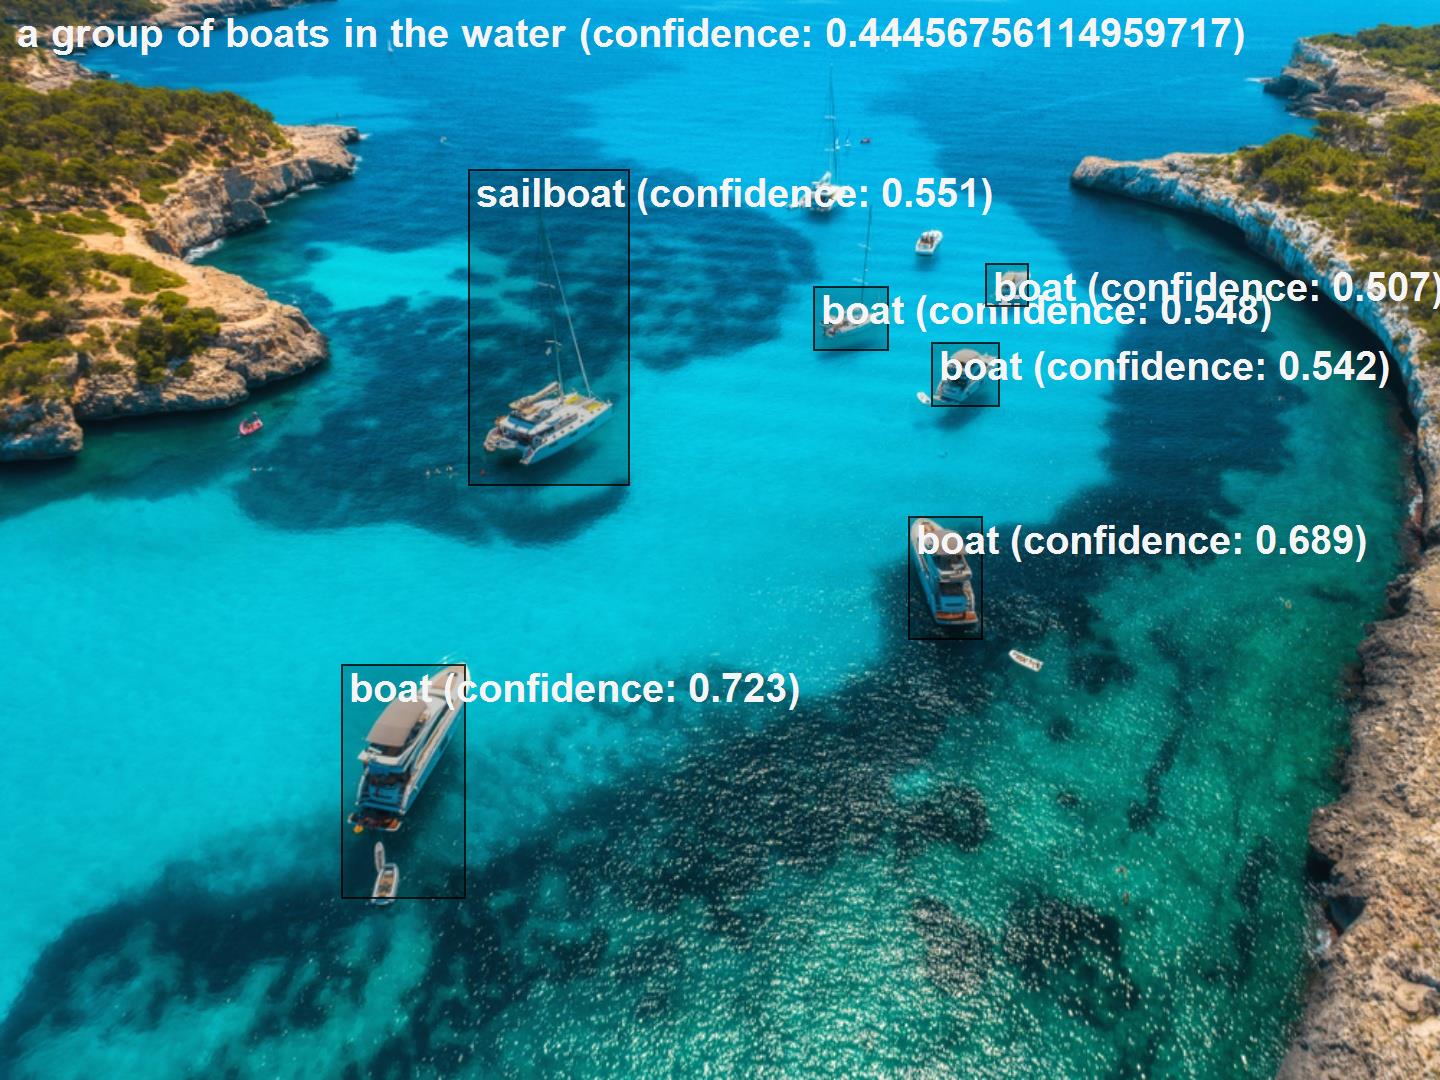 a group of boats in the water (confidence: 0.44456756114959717)
sailboat (confidence: 0.551)
boat (confidence: 0.507)
boat (confidence: 0.548)
boat (confidence: 0.542)
boat (confidence: 0.689)
boat (confidence: 0.723)